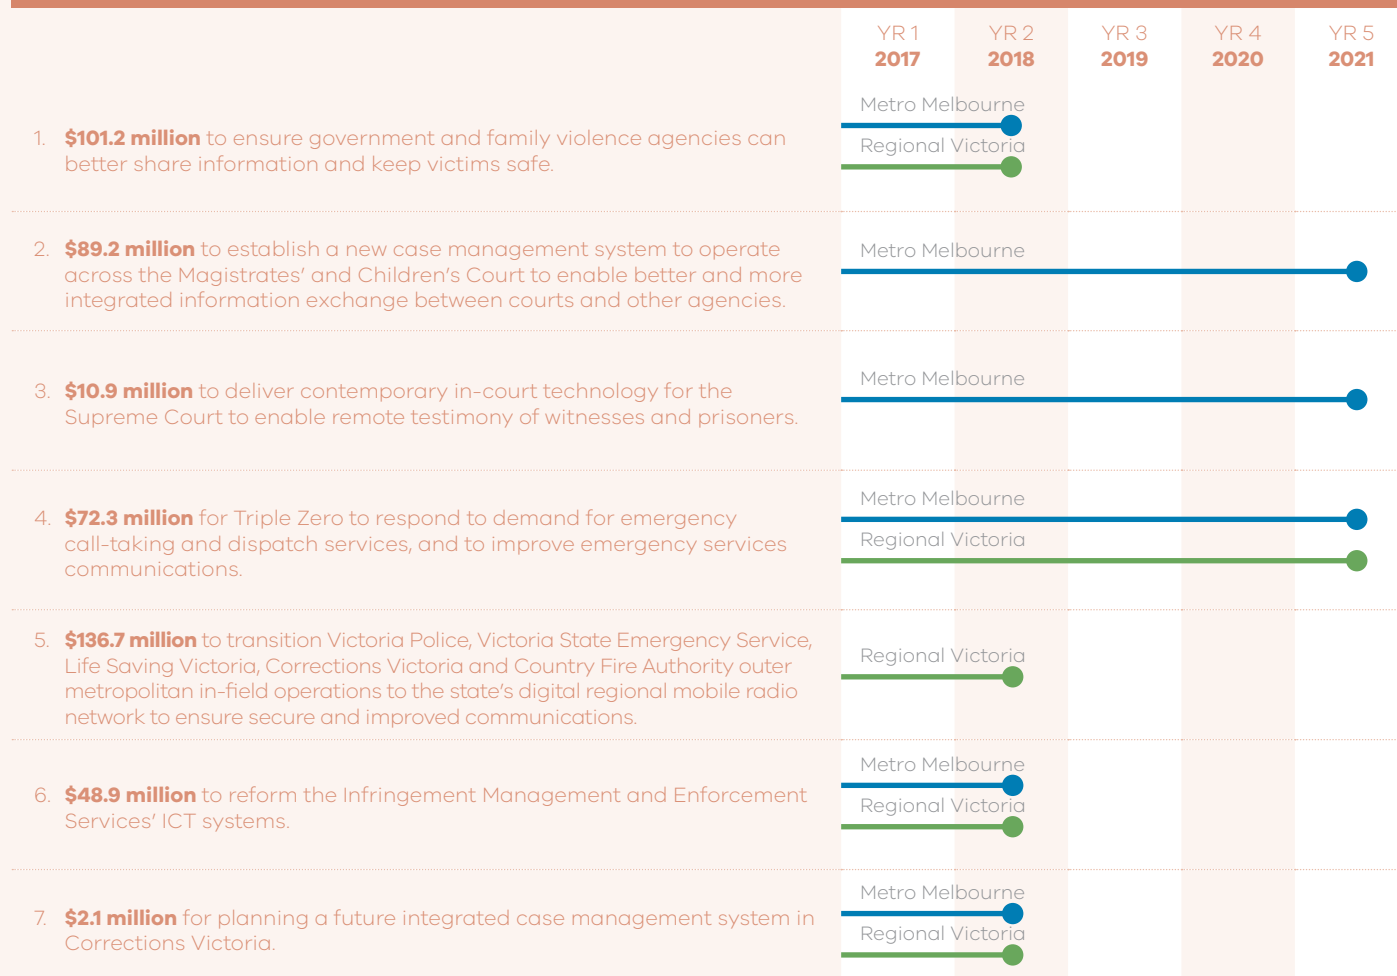 YR 1 YR 2 YR 3 YR 4 YR 5
2017 2018 2019 2020 2021
1. $101.2 million to ensure government and family violence agencies can
better share information and keep victims safe.
Metro Melbourne
Regional Victoria
2. $89.2 million to establish a new case management system to operate
across the Magistrates’ and Children’s Court to enable better and more
integrated information exchange between courts and other agencies.
Metro Melbourne
3. $10.9 million to deliver contemporary in-court technology for the
Supreme Court to enable remote testimony of witnesses and prisoners.
Metro Melbourne
4. $72.3 million for Triple Zero to respond to demand for emergency
call-taking and dispatch services, and to improve emergency services
communications.
Metro Melbourne
Regional Victoria
5. $136.7 million to transition Victoria Police, Victoria State Emergency Service,
Life Saving Victoria, Corrections Victoria and Country Fire Authority outer
metropolitan in-field operations to the state’s digital regional mobile radio
network to ensure secure and improved communications.
Regional Victoria
6. $48.9 million to reform the Infringement Management and Enforcement
Services’ ICT systems.
Metro Melbourne
Regional Victoria
7. $2.1 million for planning a future integrated case management system in
Corrections Victoria.
Metro Melbourne
Regional Victoria